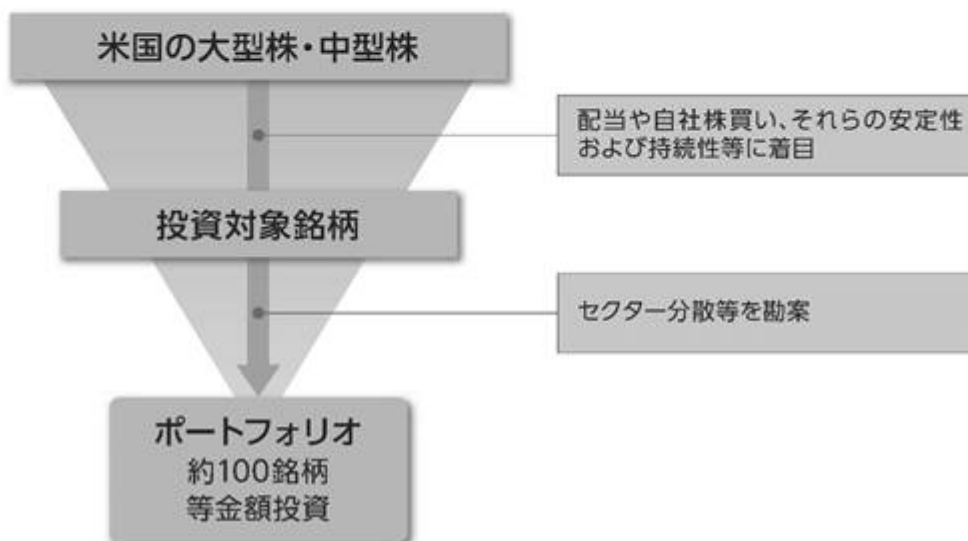 米国の大型株・中型株
配当や自社株買い、それらの安定性
および持続性等に着目
投資対象銘柄
セクター分散等を勘案
ポートフォリオ
約100銘柄
等金額投資